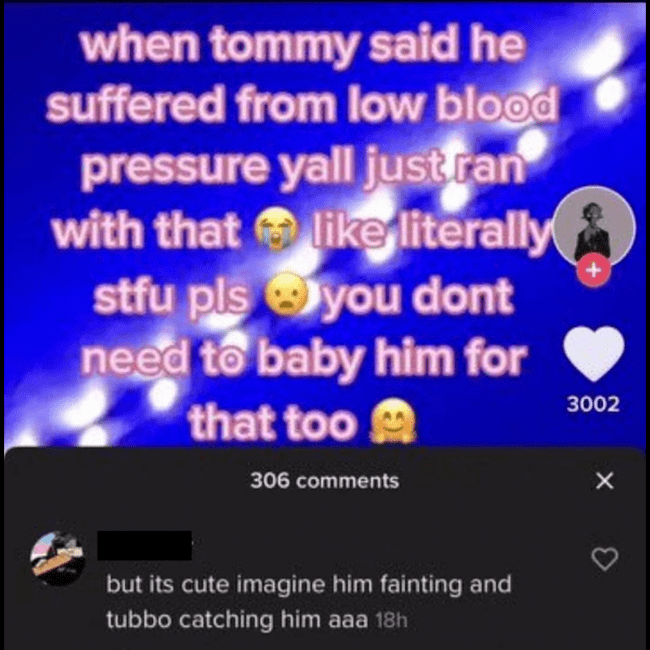 when tommy said he
suffered from low blood
pressure yall just ran
with that 😭 like literally
stfu pls 😦 you dont
need to baby him for
that too 🤗
3002
306 comments
but its cute imagine him fainting and
tubbo catching him aaa 18h